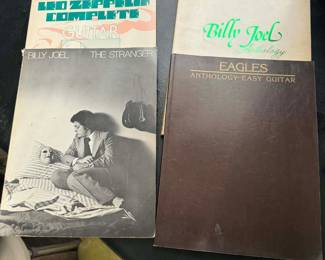 LED ZEPPELIN
COMPLETE
GUITAR
Billy Joel
Anthology
BILLY JOEL THE STRANGER
EAGLES
ANTHOLOGY-EASY GUITAR